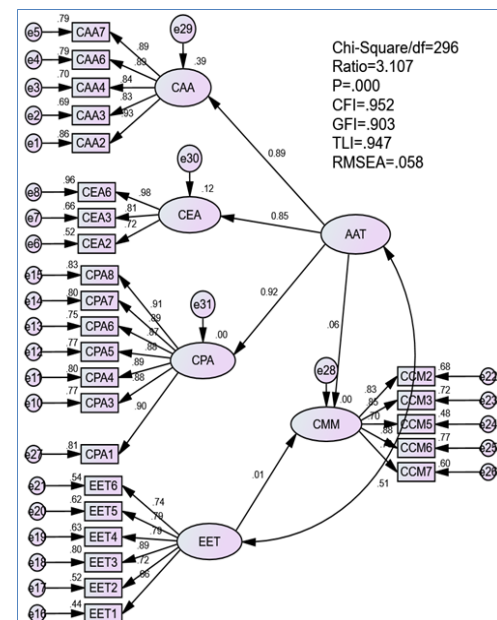 Chi-Square/df=296
Ratio=3.107
P=.000
CFI=.952
GFI=.903
TLI=.947
RMSEA=.058
e29
.39
CAA
e5 .79 CAA7 .89
e4 .79 CAA6 .89
e3 .70 CAA4 .84
e2 .69 CAA3 .83
e1 .86 CAA2 .93
0.89
e30
.12
CEA
e8 .96 CEA6 .98
e7 .66 CEA3 .81
e6 .52 CEA2 .72
0.85
AAT
0.92
.06
e31
.00
CPA
e15 .83 CPA8 .91
e14 .80 CPA7 .89
e13 .75 CPA6 .87
e12 .77 CPA5 .88
e11 .80 CPA4 .89
e10 .77 CPA3 .88
e27 .81 CPA1 .90
e28
.00
CMM
.83 CCM2 .68 e22
.85 CCM3 .72 e23
.70 CCM5 .48 e24
.88 CCM6 .77 e25
.51 CCM7 .60 e26
.01
EET
e21 .54 EET6 .74
e20 .62 EET5 .79
e19 .63 EET4 .79
e18 .80 EET3 .89
e17 .52 EET2 .72
e16 .44 EET1